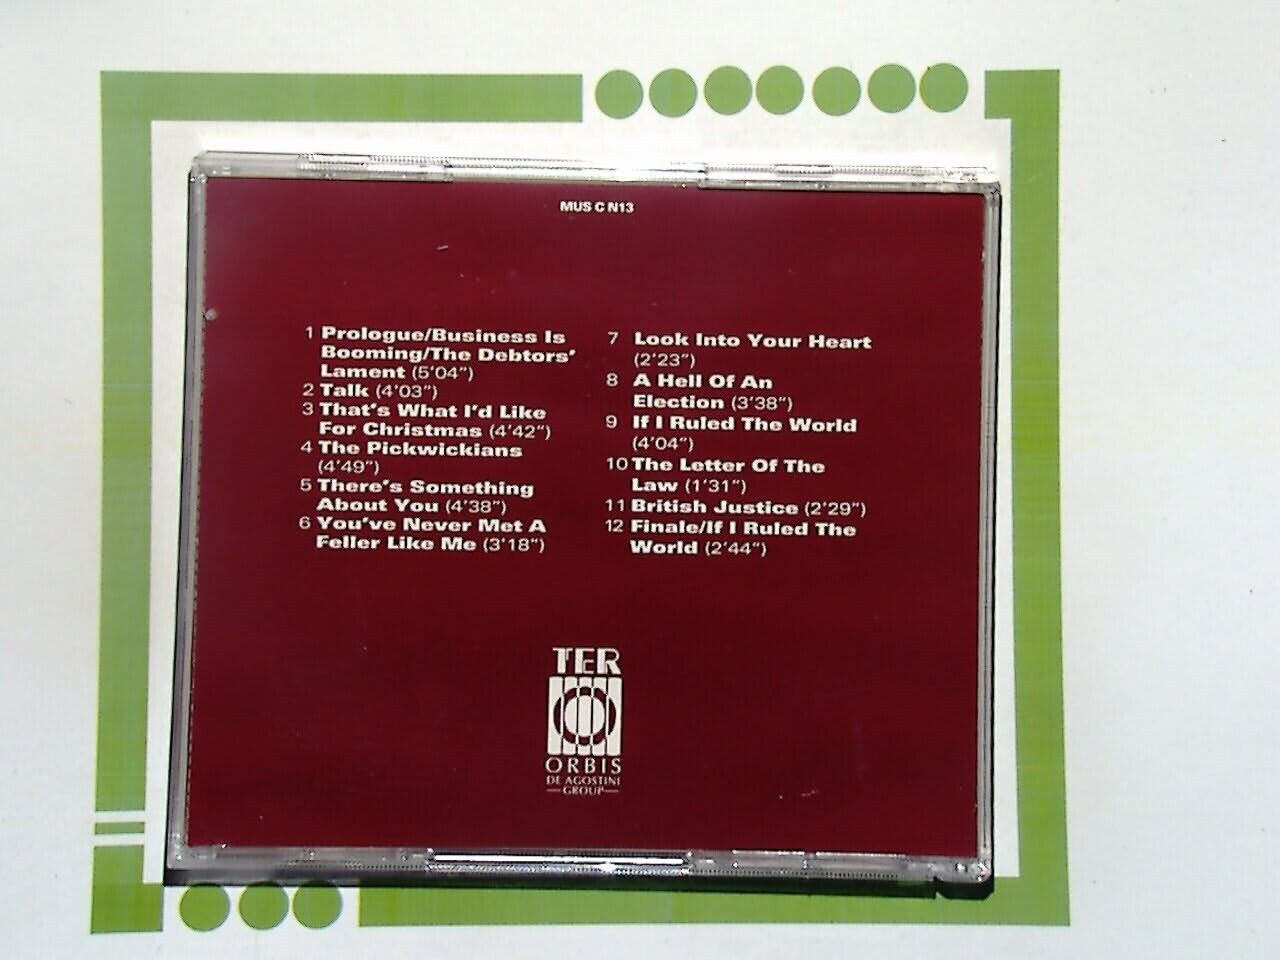 MUS C N13
1 Prologue/Business Is
Booming/The Debtors'
Lament (5'04")
2 Talk (4'03")
3 That's What I'd Like
For Christmas (4'42")
4 The Pickwickians
(4'49")
5 There's Something
About You (4'38")
6 You've Never Met A
Feller Like Me (3'18")
7 Look Into Your Heart
(2'23")
8 A Hell Of An
Election (3'38")
9 If I Ruled The World
(4'04")
10 The Letter Of The
Law (1'31")
11 British Justice (2'29")
12 Finale/If I Ruled The
World (2'44")
TER
ORBIS
DE AGOSTINI
GROUP